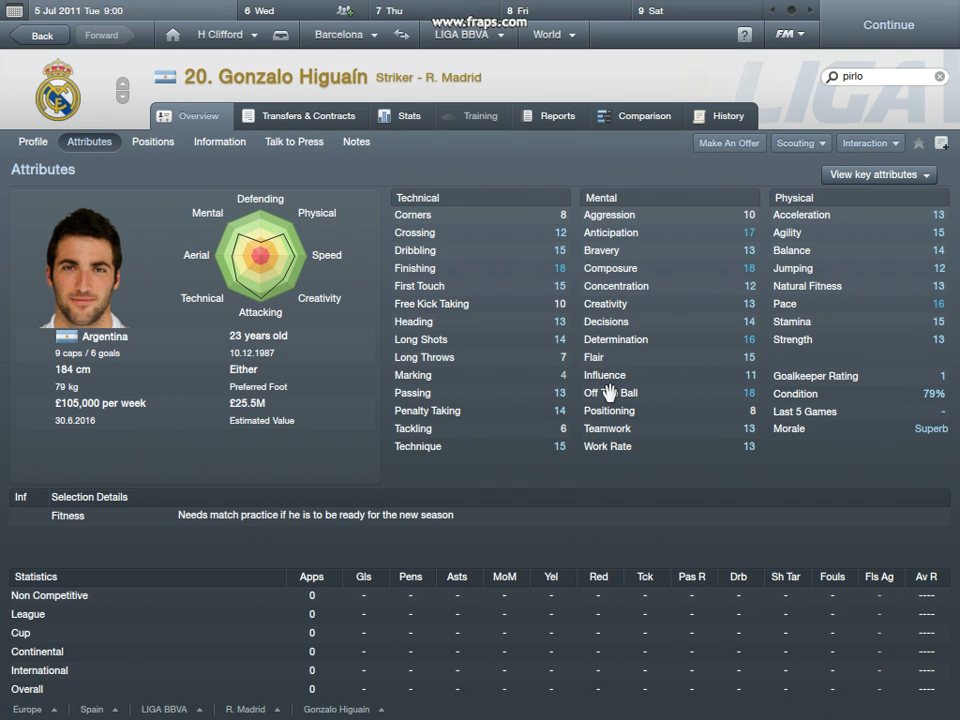 5 Jul 2011 Tue 9:00 6 Wed 7 Thu 8 Fri 9 Sat
www.fraps.com
Back Forward H Clifford Barcelona LIGA BBVA World ? FM Continue
20. Gonzalo Higuaín Striker - R. Madrid pirlo
Overview Transfers & Contracts Stats Training Reports Comparison History
Profile Attributes Positions Information Talk to Press Notes Make An Offer Scouting Interaction
Attributes View key attributes
Defending
Mental Physical
Aerial Speed
Technical Creativity
Attacking
Argentina 23 years old
9 caps / 6 goals 10.12.1987
184 cm Either
79 kg Preferred Foot
£105,000 per week £25.5M
30.6.2016 Estimated Value
Technical
Corners 8
Crossing 12
Dribbling 15
Finishing 18
First Touch 15
Free Kick Taking 10
Heading 13
Long Shots 14
Long Throws 7
Marking 4
Passing 13
Penalty Taking 14
Tackling 6
Technique 15
Mental
Aggression 10
Anticipation 17
Bravery 13
Composure 18
Concentration 12
Creativity 13
Decisions 14
Determination 16
Flair 15
Influence 11
Off Ball 18
Positioning 8
Teamwork 13
Work Rate 13
Physical
Acceleration 13
Agility 15
Balance 14
Jumping 12
Natural Fitness 13
Pace 16
Stamina 15
Strength 13
Goalkeeper Rating 1
Condition 79%
Last 5 Games -
Morale Superb
Inf Selection Details
Fitness Needs match practice if he is to be ready for the new season
Statistics Apps Gls Pens Asts MoM Yel Red Tck Pas R Drb Sh Tar Fouls Fls Ag Av R
Non Competitive 0 - - - - - - - - - - - - ----
League 0 - - - - - - - - - - - - ----
Cup 0 - - - - - - - - - - - - ----
Continental 0 - - - - - - - - - - - - ----
International 0 - - - - - - - - - - - - ----
Overall 0 - - - - - - - - - - - - ----
Europe Spain LIGA BBVA R. Madrid Gonzalo Higuaín